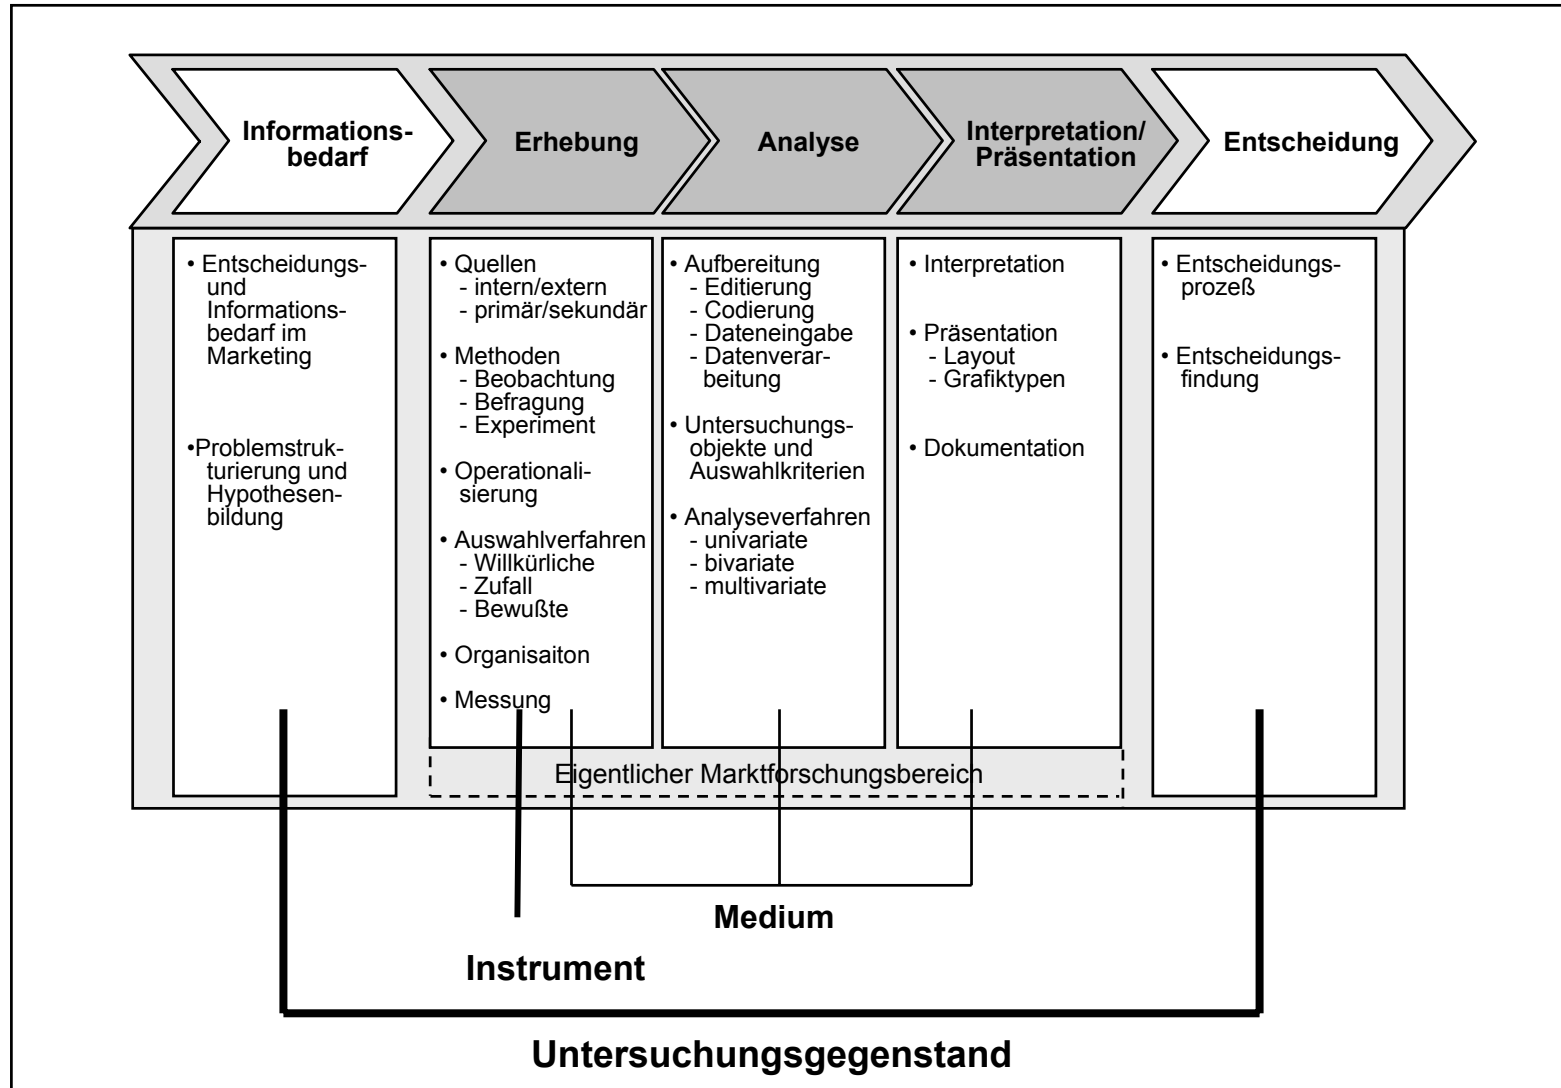 Informations-
bedarf
Erhebung
Analyse
Interpretation/
Präsentation
Entscheidung
• Entscheidungs-
und
Informations-
bedarf im
Marketing
•Problemstruk-
turierung und
Hypothesen-
bildung
• Quellen
- intern/extern
- primär/sekundär
• Methoden
- Beobachtung
- Befragung
- Experiment
• Operationali-
sierung
• Auswahlverfahren
- Willkürliche
- Zufall
- Bewußte
• Organisaiton
• Messung
• Aufbereitung
- Editierung
- Codierung
- Dateneingabe
- Datenverar-
beitung
• Untersuchungs-
objekte und
Auswahlkriterien
• Analyseverfahren
- univariate
- bivariate
- multivariate
• Interpretation
• Präsentation
- Layout
- Grafiktypen
• Dokumentation
• Entscheidungs-
prozeß
• Entscheidungs-
findung
Eigentlicher Marktforschungsbereich
Medium
Instrument
Untersuchungsgegenstand